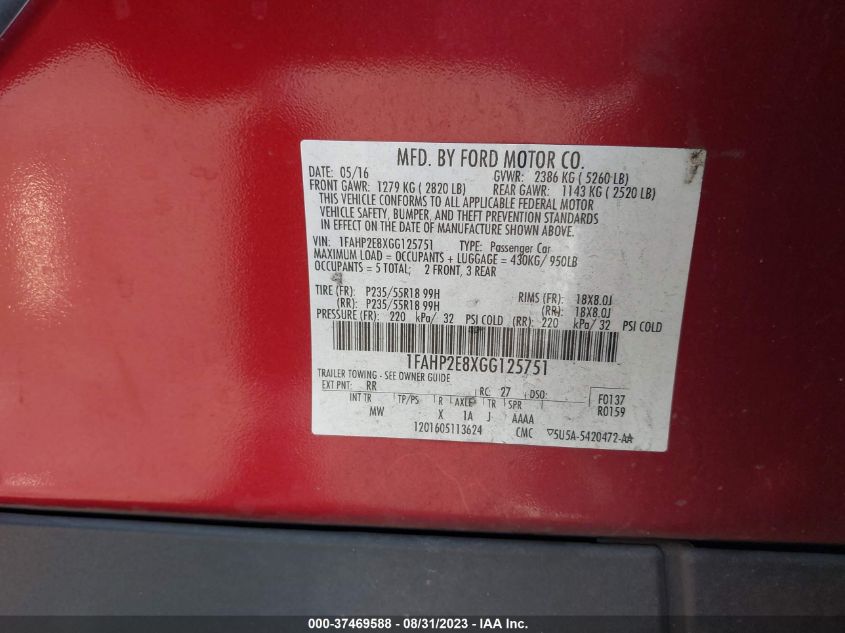 MFD. BY FORD MOTOR CO.
DATE: 05/16 GVWR: 2386 KG ( 5260 LB)
FRONT GAWR: 1279 KG ( 2820 LB) REAR GAWR: 1143 KG ( 2520 LB)
THIS VEHICLE CONFORMS TO ALL APPLICABLE FEDERAL MOTOR
VEHICLE SAFETY, BUMPER, AND THEFT PREVENTION STANDARDS
IN EFFECT ON THE DATE OF MANUFACTURE SHOWN ABOVE.
VIN: 1FAHP2E8XGG125751 TYPE: Passenger Car
MAXIMUM LOAD = OCCUPANTS + LUGGAGE = 430KG/ 950LB
OCCUPANTS = 5 TOTAL; 2 FRONT, 3 REAR
TIRE (FR): P235/55R18 99H RIMS (FR): 18X8.0J
(RR): P235/55R18 99H (RR): 18X8.0J
PRESSURE (FR): 220 kPa/ 32 PSI COLD (RR): 220 kPa/ 32 PSI COLD
1FAHP2E8XGG125751
TRAILER TOWING - SEE OWNER GUIDE
EXT PNT: RR RC: 27 DSO: F0137
INT TR TP/PS R AXLE TR SPR R0159
MW X 1A J AAAA
1201605113624 CMC ▽5U5A-5420472-AA
000-37469588 - 08/31/2023 - IAA Inc.